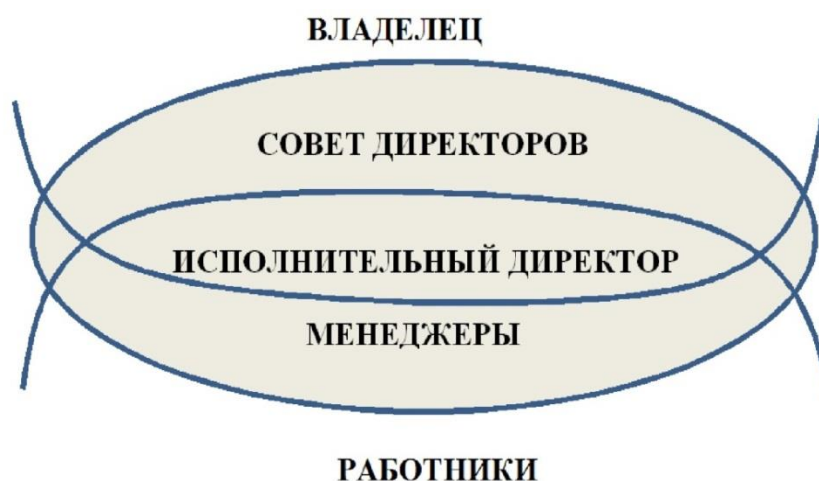 ВЛАДЕЛЕЦ
СОВЕТ ДИРЕКТОРОВ
ИСПОЛНИТЕЛЬНЫЙ ДИРЕКТОР
МЕНЕДЖЕРЫ
РАБОТНИКИ